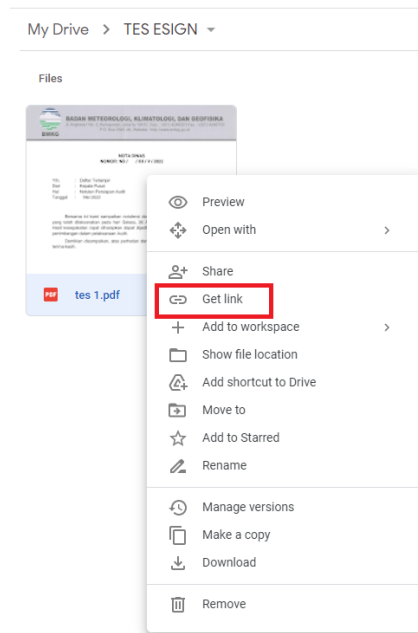 My Drive > TES ESIGN
Files
BADAN METEOROLOGI, KLIMATOLOGI, DAN GEOFISIKA
BMKG
NOTA DINAS
tes 1.pdf
PDF
Preview
Open with
Share
Get link
Add to workspace
Show file location
Add shortcut to Drive
Move to
Add to Starred
Rename
Manage versions
Make a copy
Download
Remove